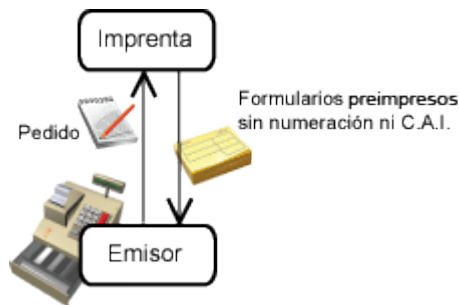 Imprenta
Formularios preimpresos
sin numeración ni C.A.I.
Pedido
Emisor